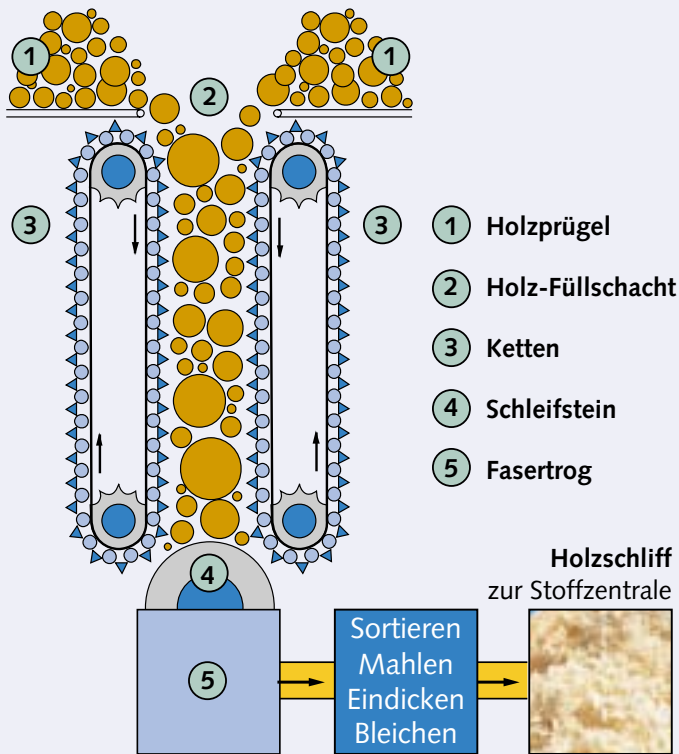 1
1
2
3
3
1 Holzprügel
2 Holz-Füllschacht
3 Ketten
4 Schleifstein
5 Fasertrog
4
Holzschliff
zur Stoffzentrale
5
Sortieren
Mahlen
Eindicken
Bleichen